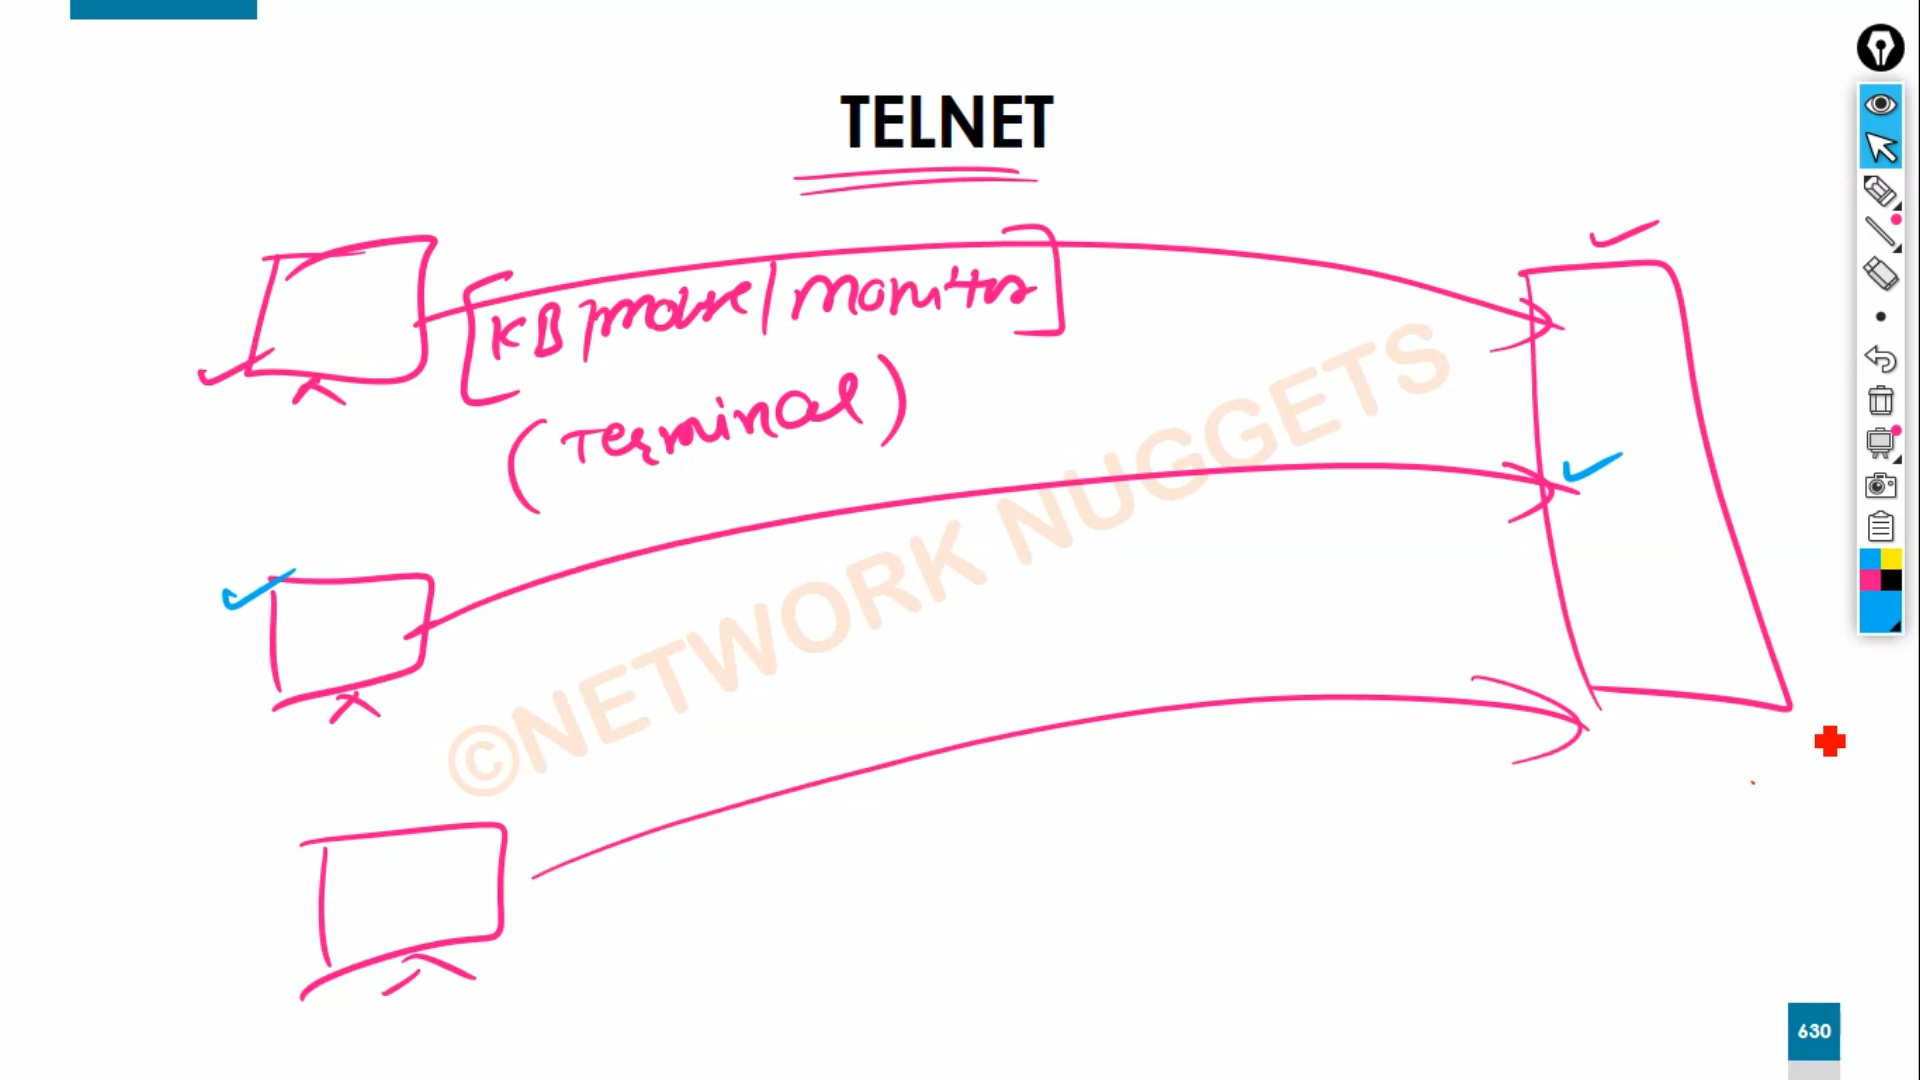 TELNET
[KB/mouse/monitor]
(Terminal)
©NETWORK NUGGETS
630